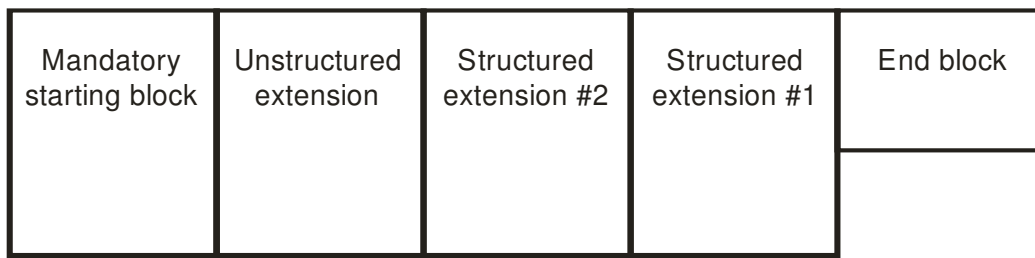 Mandatory
starting block
Unstructured
extension
Structured
extension #2
Structured
extension #1
End block